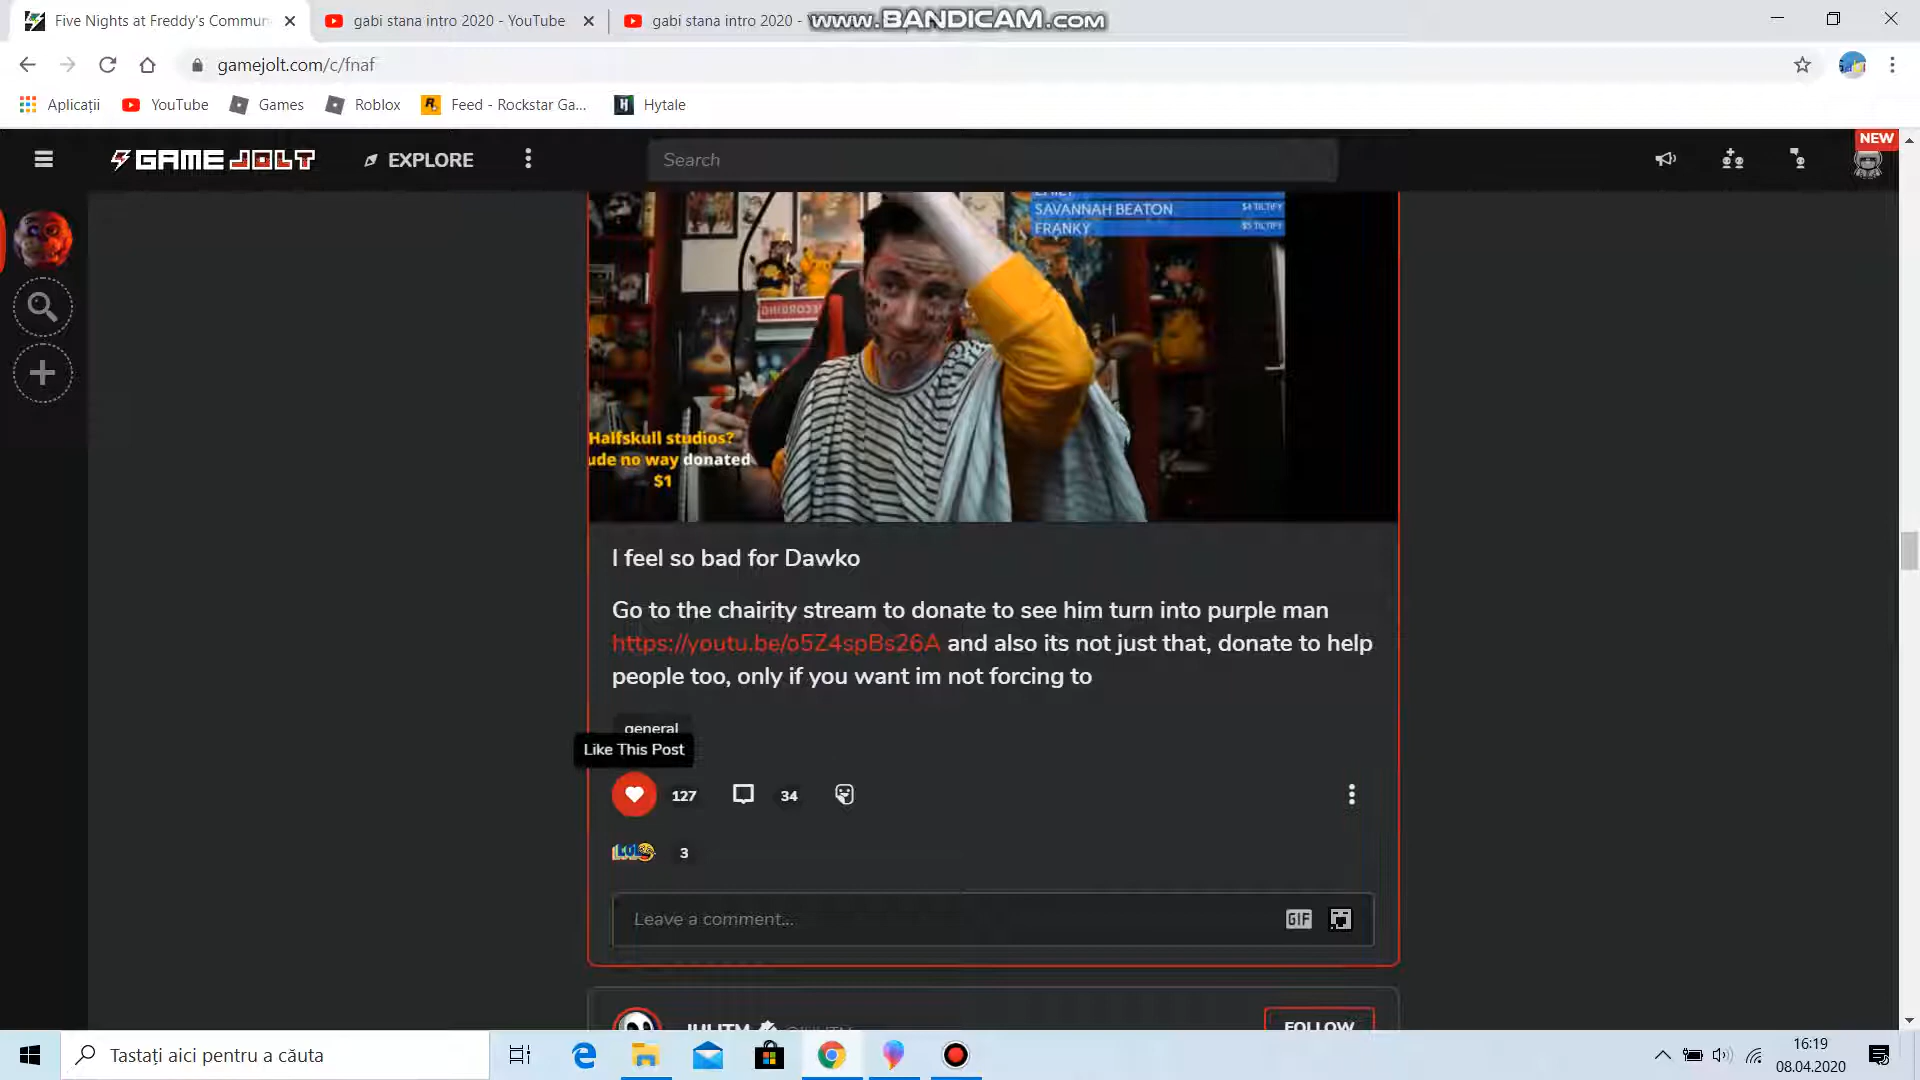 Five Nights at Freddy's Commun
gabi stana intro 2020 - YouTube
gabi stana intro 2020 -
www.BANDICAM.com
gamejolt.com/c/fnaf
Aplicații
YouTube
Games
Roblox
Feed - Rockstar Ga...
Hytale
NEW
GAME JOLT
EXPLORE
Search
SAVANNAH BEATON
$4 TILTIFY
FRANKY
$5 TILTIFY
Halfskull studios?
ude no way donated
$1
I feel so bad for Dawko
Go to the chairity stream to donate to see him turn into purple man
https://youtu.be/o5Z4spBs26A and also its not just that, donate to help
people too, only if you want im not forcing to
general
Like This Post
127
34
LOL
3
Leave a comment...
GIF
FOLLOW
Tastați aici pentru a căuta
16:19
08.04.2020